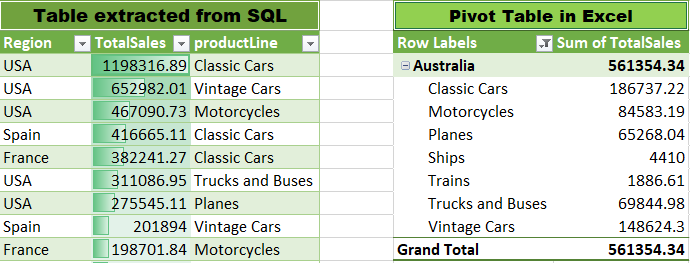 Table extracted from SQL
Region TotalSales productLine
USA 1198316.89 Classic Cars
USA 652982.01 Vintage Cars
USA 467090.73 Motorcycles
Spain 416665.11 Classic Cars
France 382241.27 Classic Cars
USA 311086.95 Trucks and Buses
USA 275545.11 Planes
Spain 201894 Vintage Cars
France 198701.84 Motorcycles
Pivot Table in Excel
Row Labels Sum of TotalSales
Australia 561354.34
Classic Cars 186737.22
Motorcycles 84583.19
Planes 65268.04
Ships 4410
Trains 1886.61
Trucks and Buses 69844.98
Vintage Cars 148624.3
Grand Total 561354.34